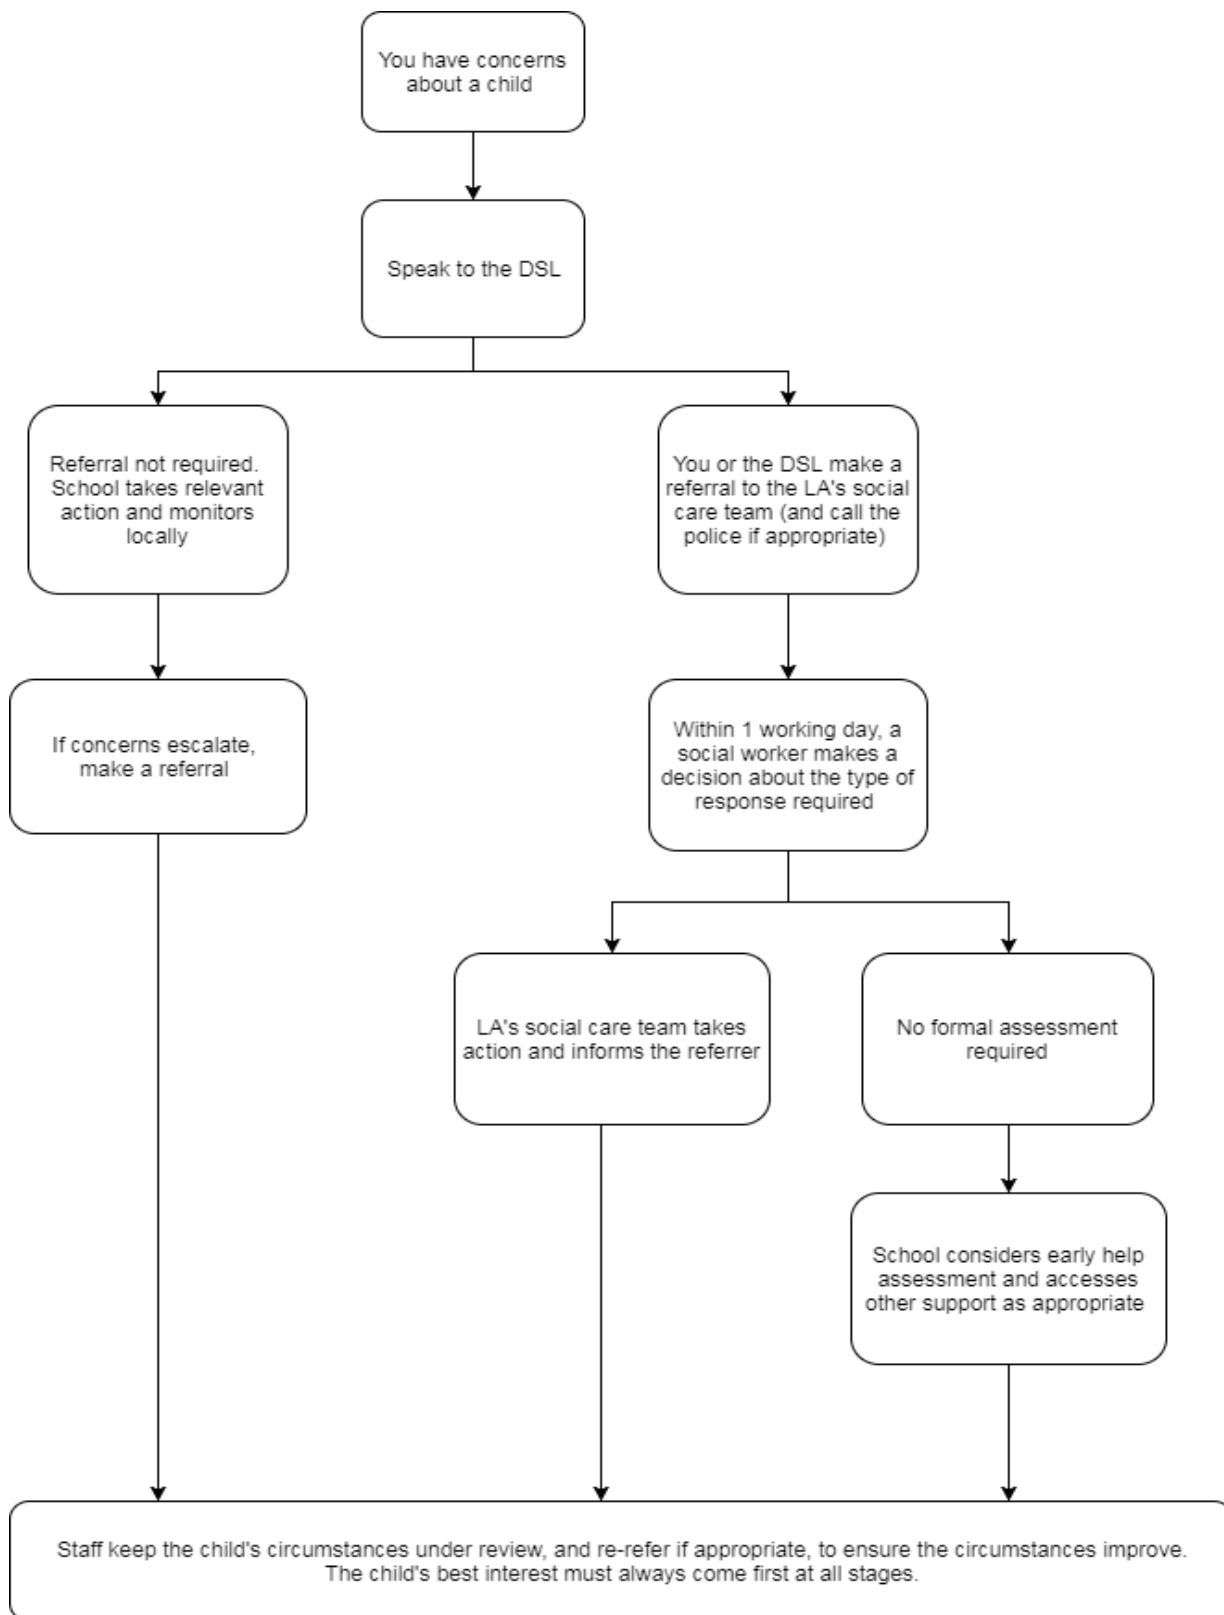 You have concerns
about a child
Speak to the DSL
Referral not required.
School takes relevant
action and monitors
locally
You or the DSL make a
referral to the LA's social
care team (and call the
police if appropriate)
If concerns escalate,
make a referral
Within 1 working day, a
social worker makes a
decision about the type of
response required
LA's social care team takes
action and informs the referrer
No formal assessment
required
School considers early help
assessment and accesses
other support as appropriate
Staff keep the child's circumstances under review, and re-refer if appropriate, to ensure the circumstances improve.
The child's best interest must always come first at all stages.